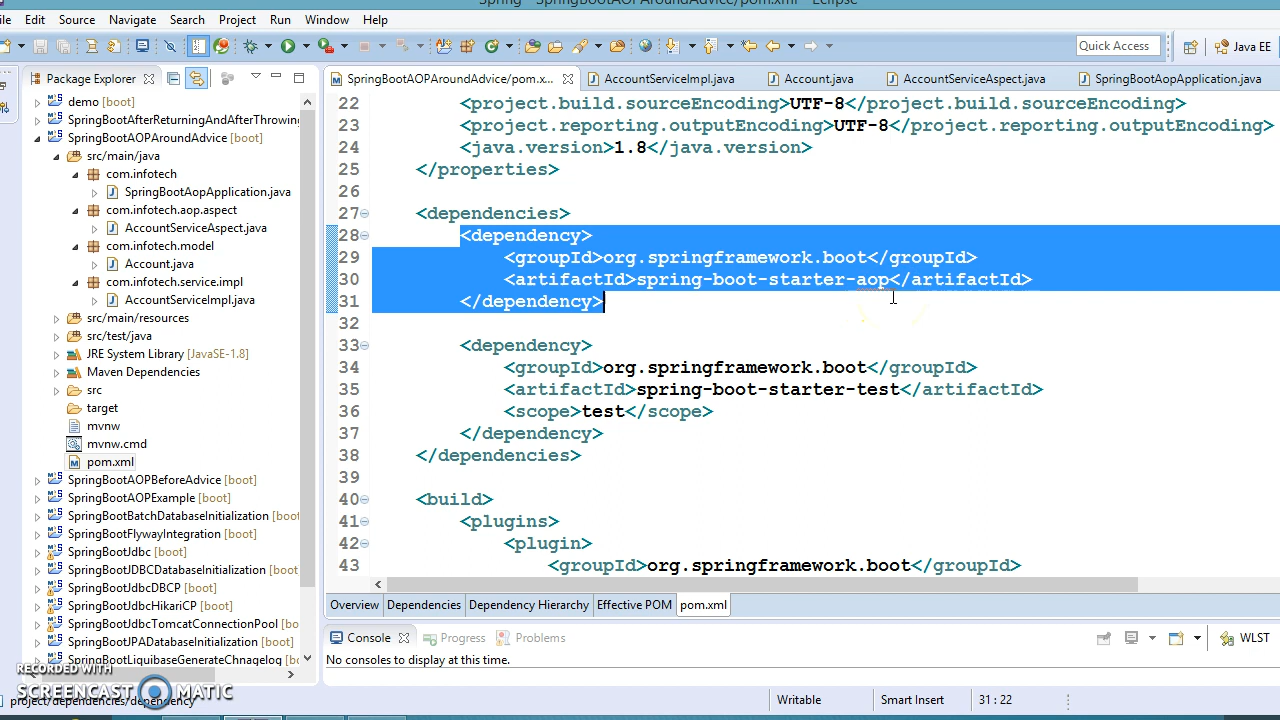 Spring - SpringBootAOPAroundAdvice/pom.xml - Eclipse
Edit Source Navigate Search Project Run Window Help
Quick Access
Java EE
Package Explorer
demo [boot]
SpringBootAfterReturningAndAfterThrowing
SpringBootAOPAroundAdvice [boot]
src/main/java
com.infotech
SpringBootAopApplication.java
com.infotech.aop.aspect
AccountServiceAspect.java
com.infotech.model
Account.java
com.infotech.service.impl
AccountServiceImpl.java
src/main/resources
src/test/java
JRE System Library [JavaSE-1.8]
Maven Dependencies
src
target
mvnw
mvnw.cmd
pom.xml
SpringBootAOPBeforeAdvice [boot]
SpringBootAOPExample [boot]
SpringBootBatchDatabaseInitialization [boot
SpringBootFlywayIntegration [boot]
SpringBootJdbc [boot]
SpringBootJDBCDatabaseInitialization [boot
SpringBootJdbcDBCP [boot]
SpringBootJdbcHikariCP [boot]
SpringBootJdbcTomcatConnectionPool [boo
SpringBootJPADatabaseInitialization [boot]
SpringBootLiquibaseGenerateChnagelog [bo
SpringBootAOPAroundAdvice/pom.x... AccountServiceImpl.java Account.java AccountServiceAspect.java SpringBootAopApplication.java
22 <project.build.sourceEncoding>UTF-8</project.build.sourceEncoding>
23 <project.reporting.outputEncoding>UTF-8</project.reporting.outputEncoding>
24 <java.version>1.8</java.version>
25 </properties>
26
27 <dependencies>
28 <dependency>
29 <groupId>org.springframework.boot</groupId>
30 <artifactId>spring-boot-starter-aop</artifactId>
31 </dependency>
32
33 <dependency>
34 <groupId>org.springframework.boot</groupId>
35 <artifactId>spring-boot-starter-test</artifactId>
36 <scope>test</scope>
37 </dependency>
38 </dependencies>
39
40 <build>
41 <plugins>
42 <plugin>
43 <groupId>org.springframework.boot</groupId>
Overview Dependencies Dependency Hierarchy Effective POM pom.xml
Console Progress Problems
WLST
No consoles to display at this time.
RECORDED WITH
SCREENCAST MATIC
project/dependencies/dependency
Writable Smart Insert 31 : 22